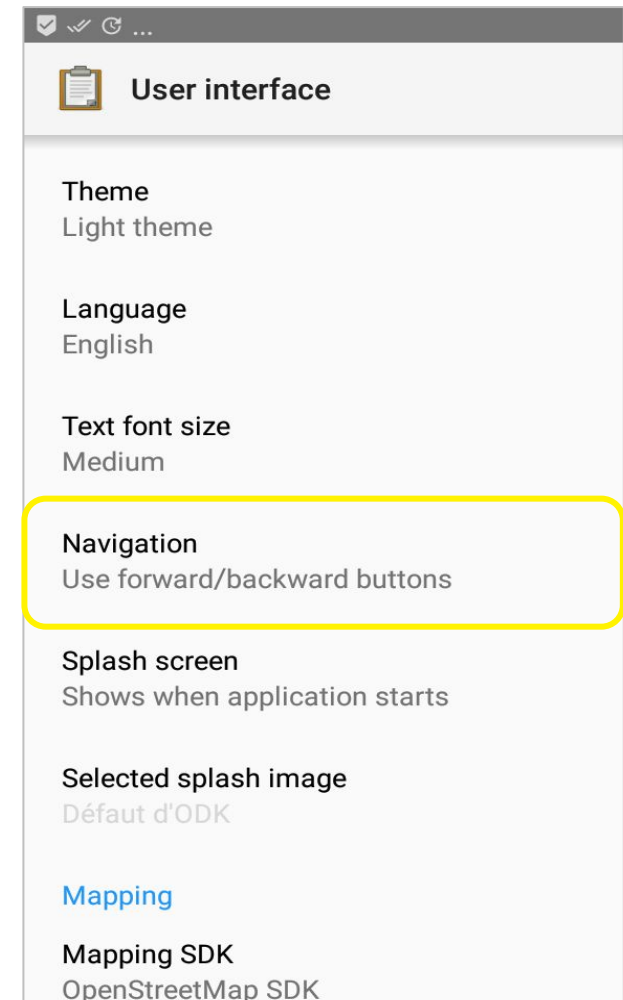 ...
User interface
Theme
Light theme
Language
English
Text font size
Medium
Navigation
Use forward/backward buttons
Splash screen
Shows when application starts
Selected splash image
Défaut d'ODK
Mapping
Mapping SDK
OpenStreetMap SDK